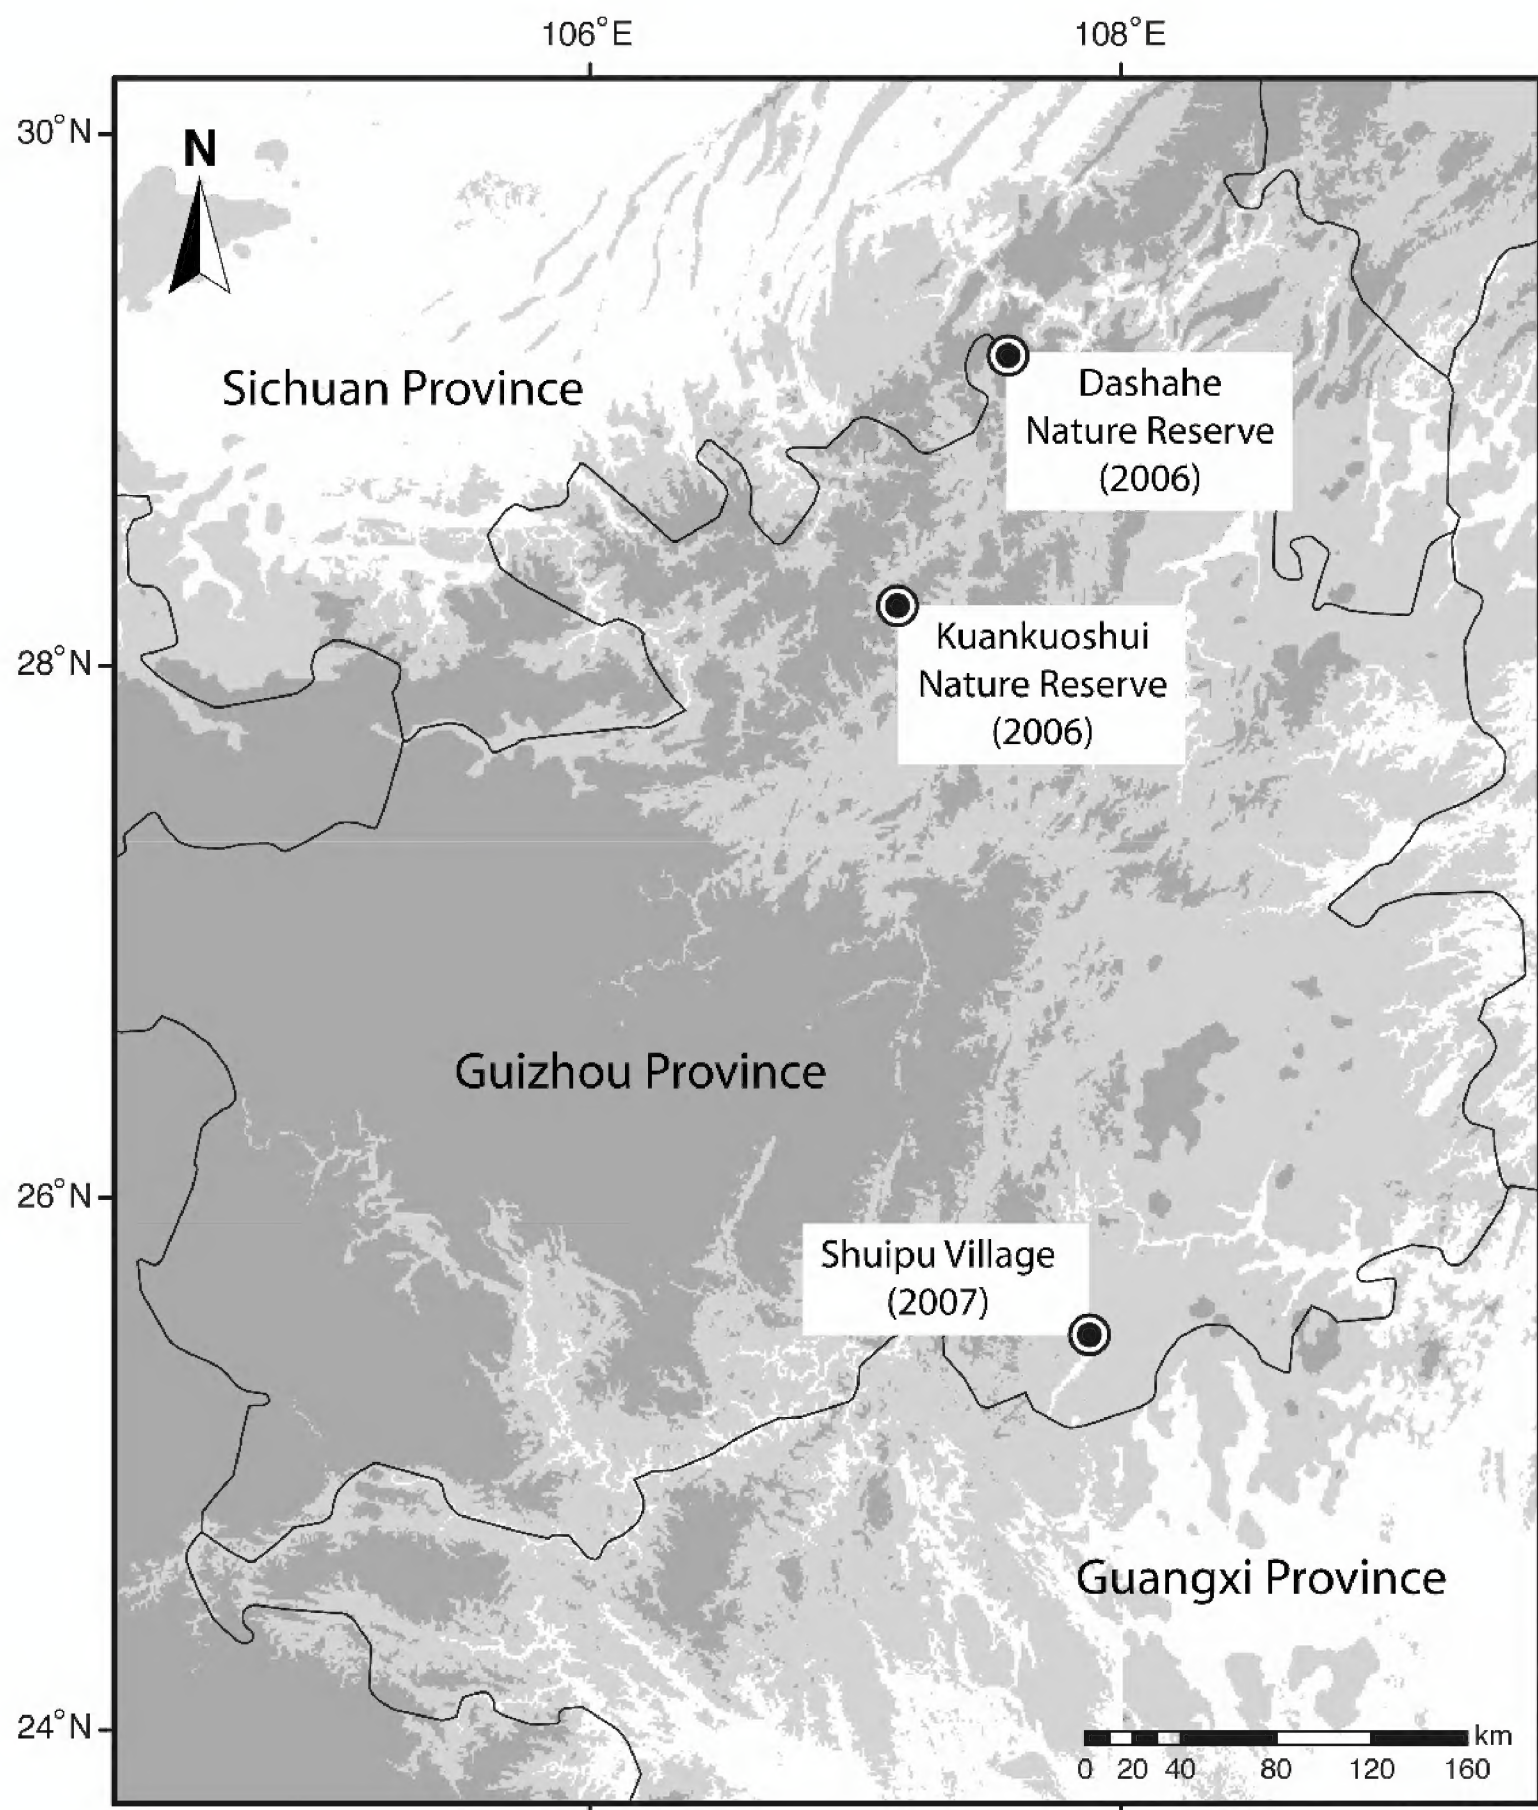 106°E 108°E
30°N
N
Sichuan Province
Dashahe
Nature Reserve
(2006)
Kuankuoshui
Nature Reserve
(2006)
28°N
Guizhou Province
26°N
Shuipu Village
(2007)
Guangxi Province
24°N
km
0 20 40 80 120 160